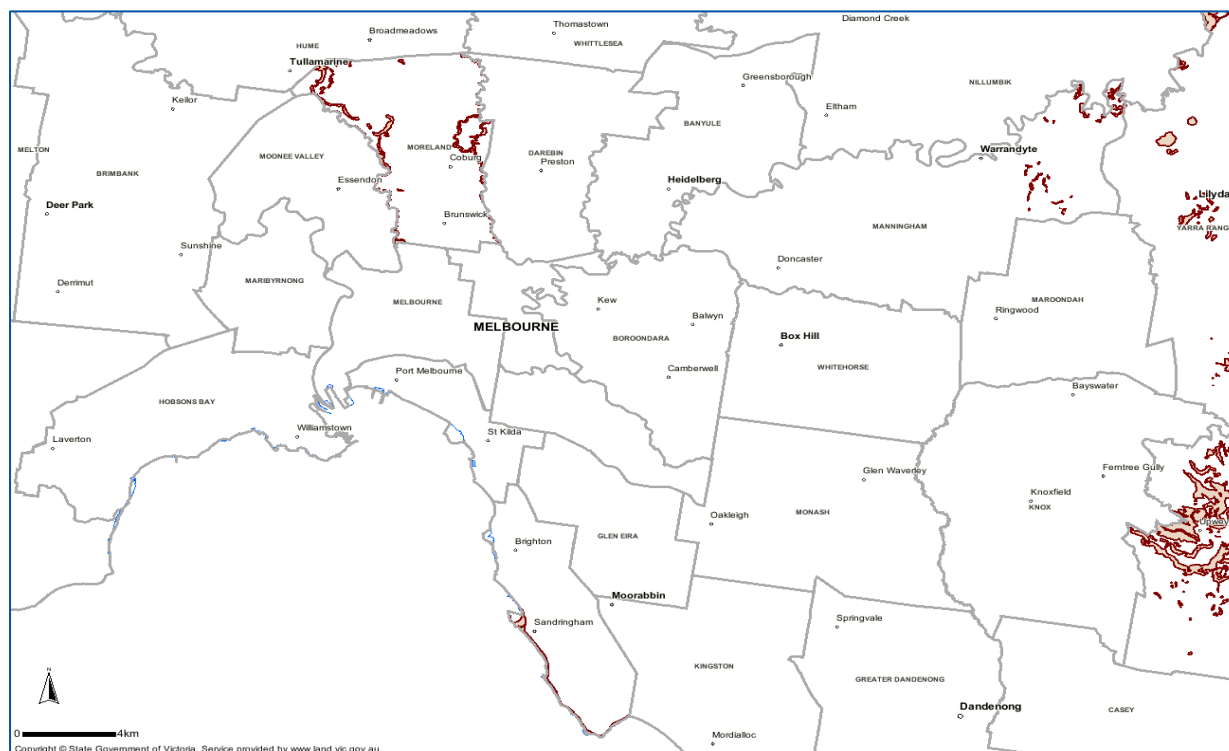 Diamond Creek
Thomastown
Broadmeadows
WHITTLESEA
HUME
Tullamarine
NILLUMBIK
Greensborough
Keilor
Eltham
BANYULE
MELTON
MOONEE VALLEY
MORELAND
DAREBIN
Warrandyte
Coburg
Preston
BRIMBANK
Essendon
Heidelberg
Lilyda
Deer Park
Brunswick
MANNINGHAM
YARRA RANG
Sunshine
Doncaster
MARIBYRNONG
Derrimut
MELBOURNE
Kew
MAROONDAH
Ringwood
MELBOURNE
Balwyn
BOROONDARA
Box Hill
WHITEHORSE
Port Melbourne
Camberwell
Bayswater
HOBSONS BAY
Williamstown
St Kilda
Laverton
Glen Waverley
Ferntree Gully
Knoxfield
KNOX
MONASH
Oakleigh
Upwey
GLEN EIRA
Brighton
Moorabbin
Sandringham
Springvale
KINGSTON
N
GREATER DANDENONG
Dandenong
CASEY
0 4km
Mordialloc
Copyright © State Government of Victoria. Service provided by www.land.vic.gov.au.